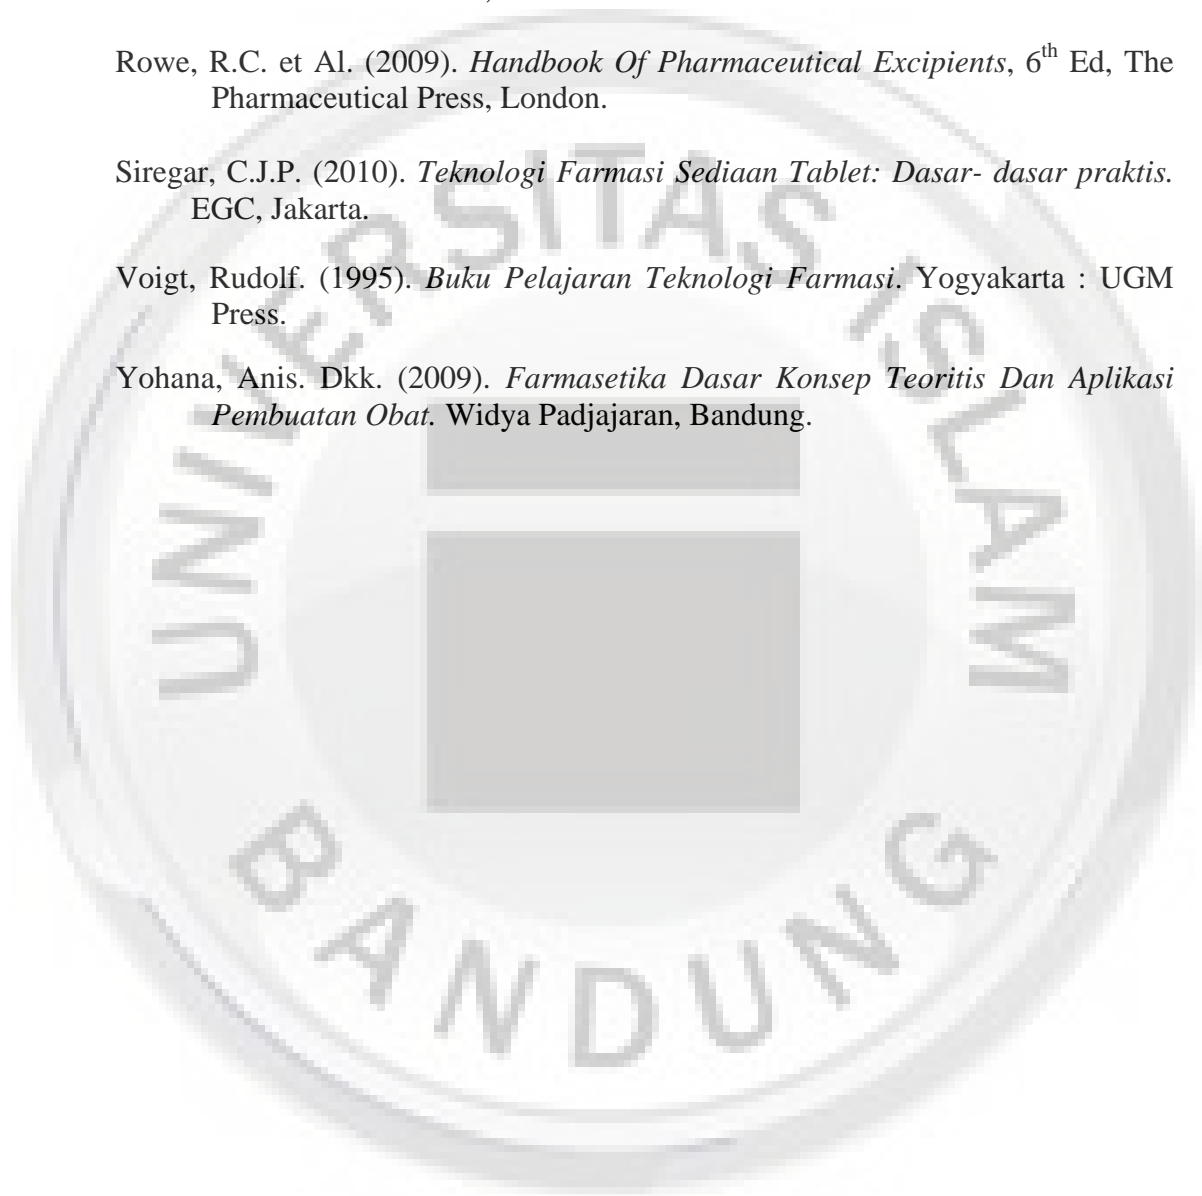 Rowe, R.C. et Al. (2009). Handbook Of Pharmaceutical Excipients, 6th Ed, The
Pharmaceutical Press, London.
Siregar, C.J.P. (2010). Teknologi Farmasi Sediaan Tablet: Dasar- dasar praktis.
EGC, Jakarta.
Voigt, Rudolf. (1995). Buku Pelajaran Teknologi Farmasi. Yogyakarta : UGM
Press.
Yohana, Anis. Dkk. (2009). Farmasetika Dasar Konsep Teoritis Dan Aplikasi
Pembuatan Obat. Widya Padjajaran, Bandung.
UNIVERSITAS ISLAM
BANDUNG